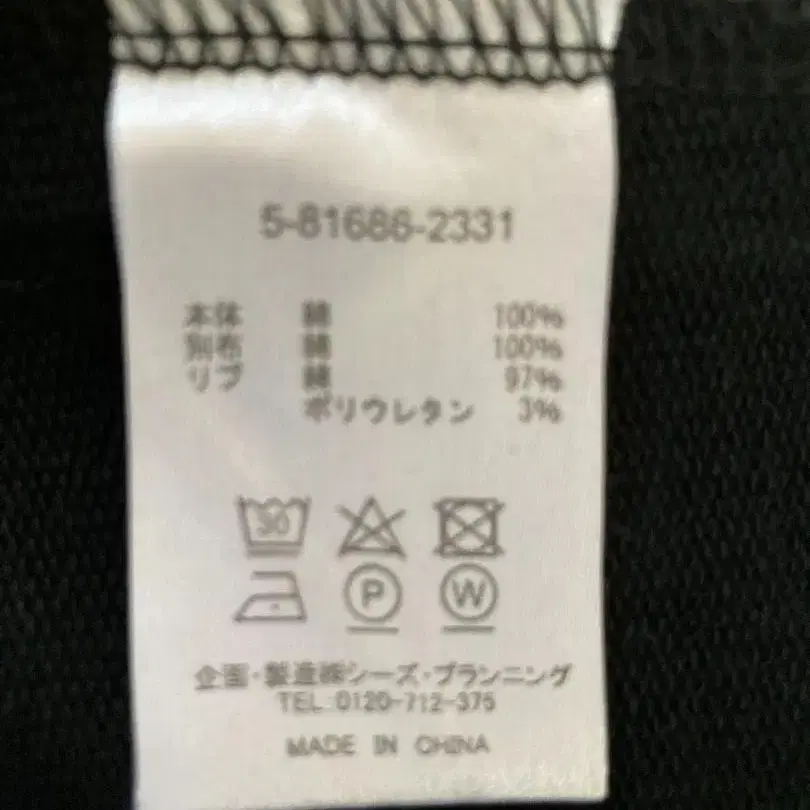 5-81686-2331
本体 綿 100%
別布 綿 100%
リブ 綿 97%
ポリウレタン 3%
30
P W
企画・製造㈱シーズ・プランニング
TEL 0120-712-375
MADE IN CHINA